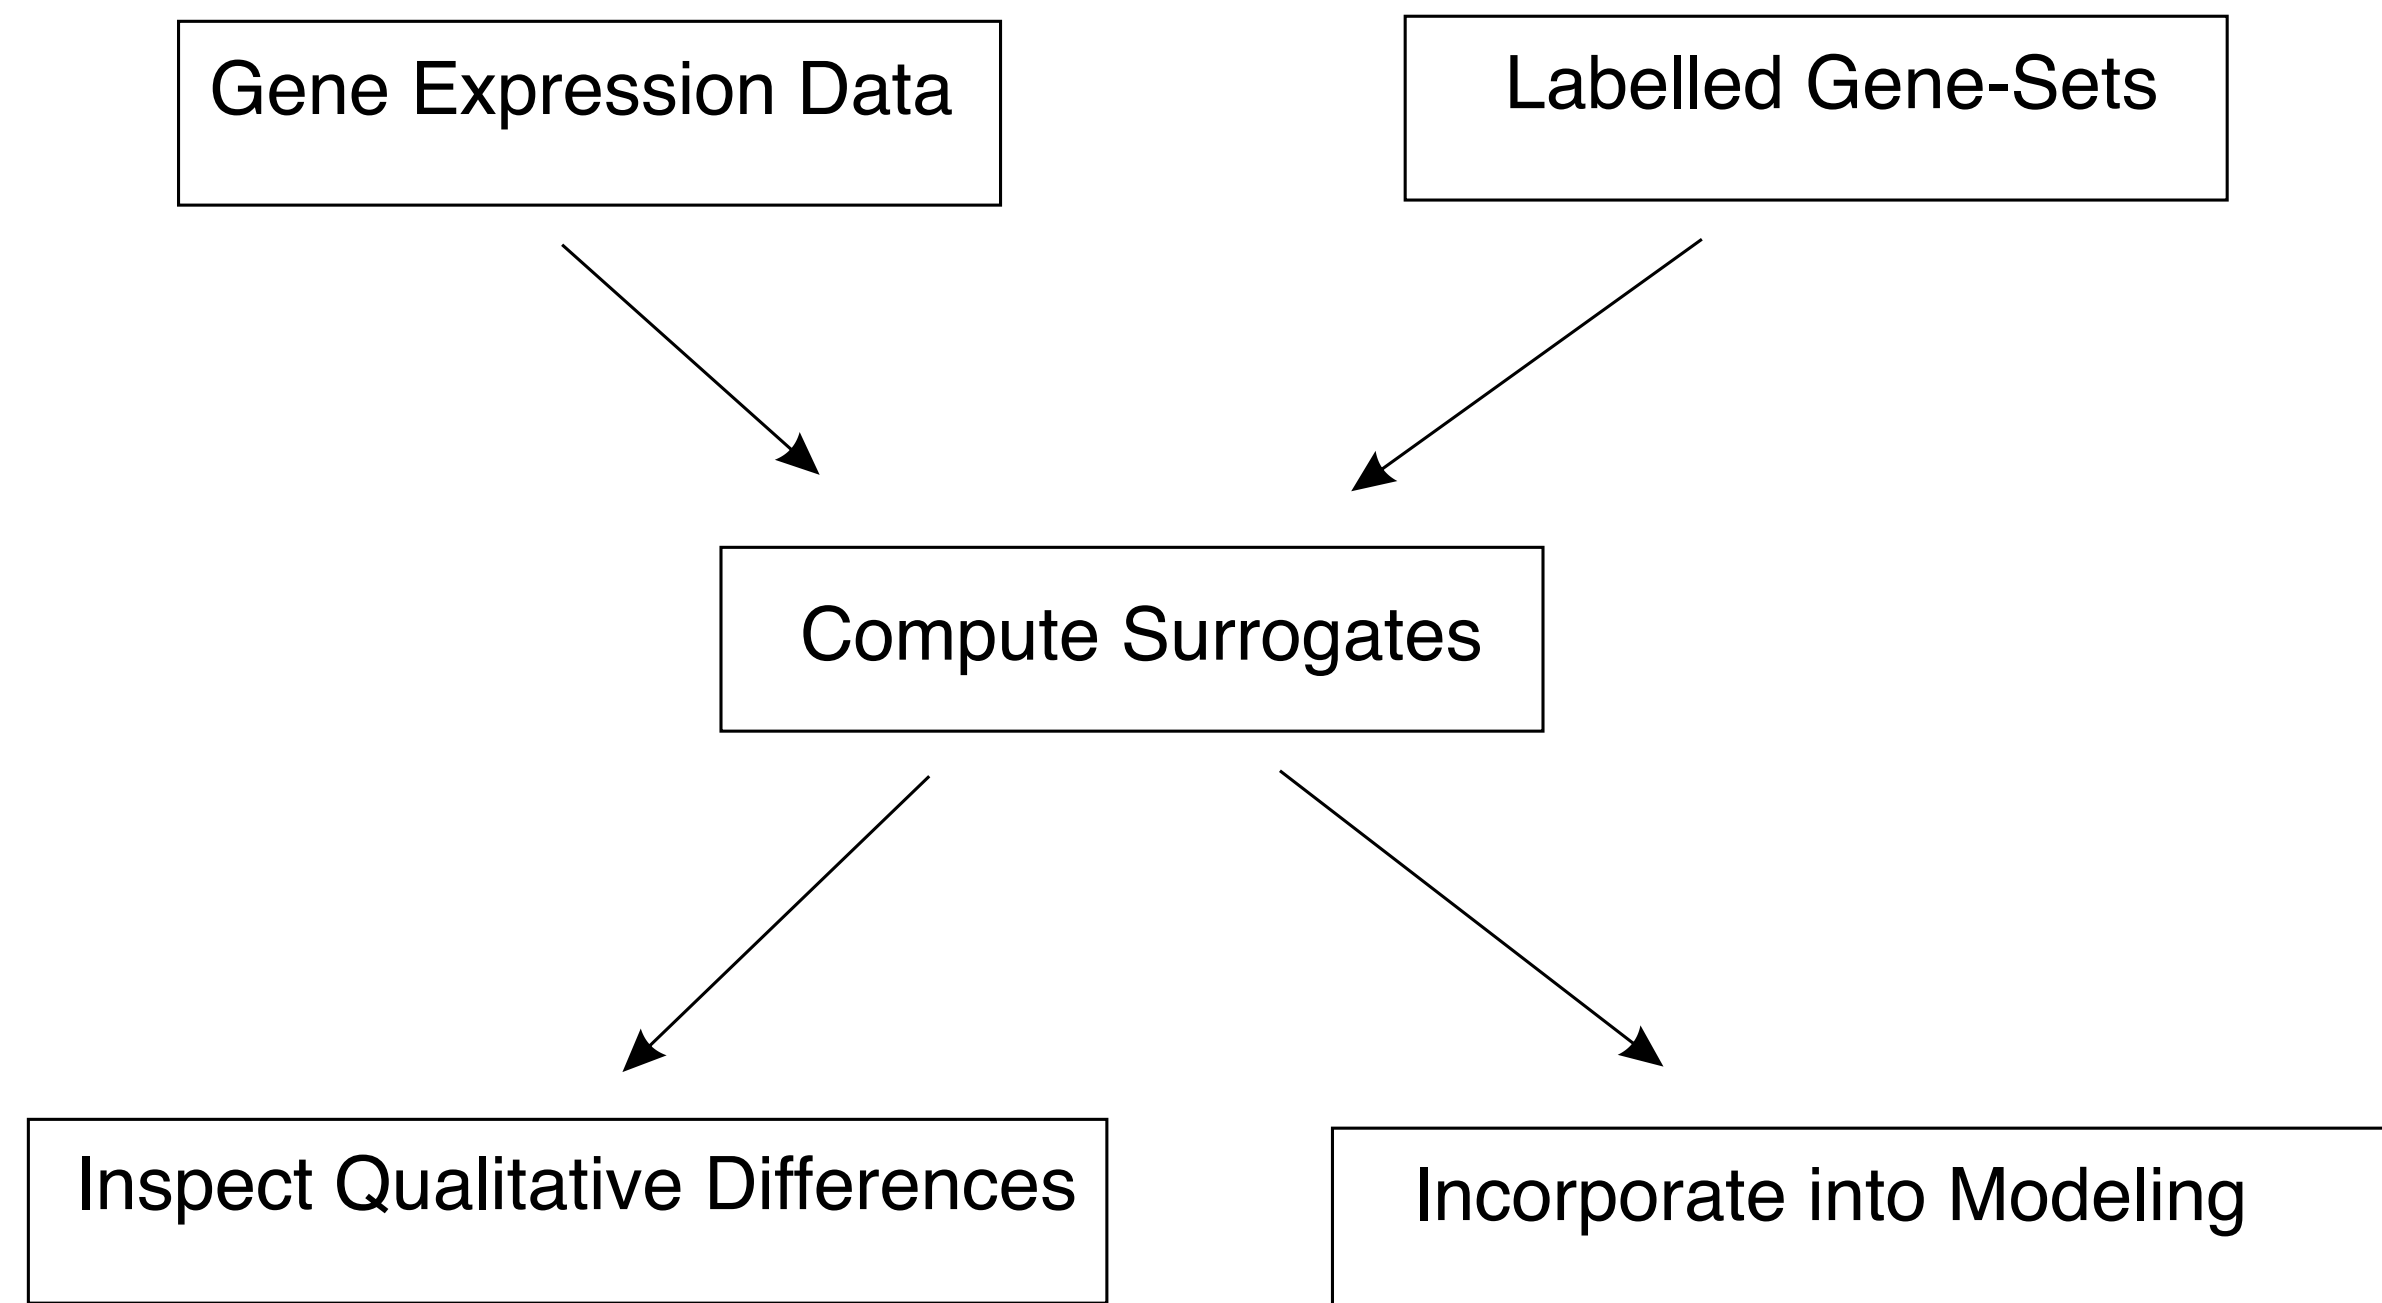 Gene Expression Data
Labelled Gene-Sets
Compute Surrogates
Inspect Qualitative Differences
Incorporate into Modeling